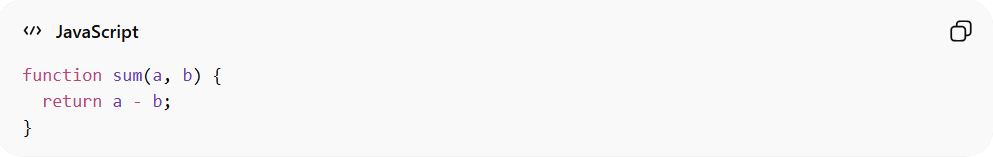 JavaScript
function sum(a, b) {
  return a - b;
}